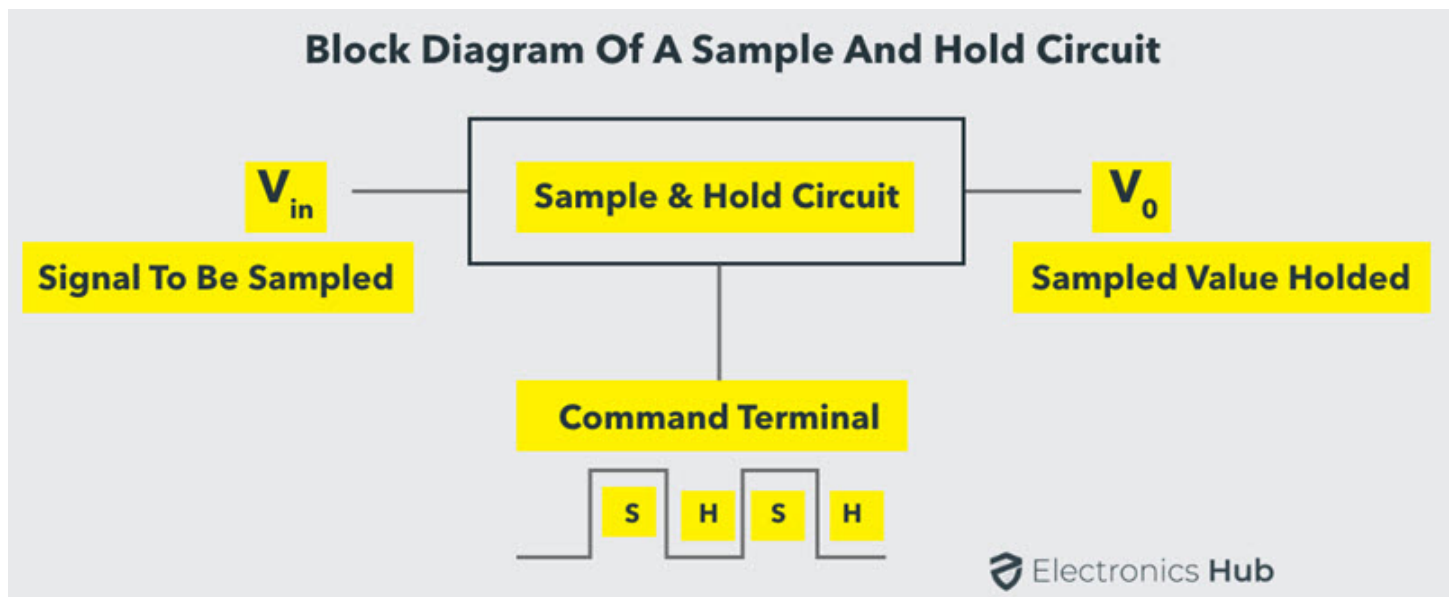 Block Diagram Of A Sample And Hold Circuit
Vin
Sample & Hold Circuit
V0
Signal To Be Sampled
Sampled Value Holded
Command Terminal
S H S H
Electronics Hub